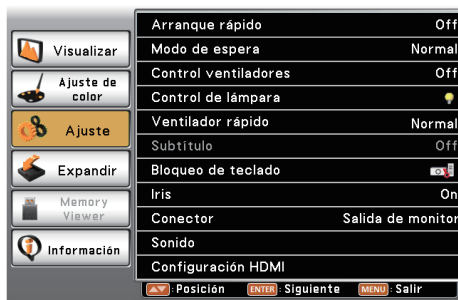 Visualizar
Ajuste de
color
Ajuste
Expandir
Memory
Viewer
Información
Arranque rápido Off
Modo de espera Normal
Control ventiladores Off
Control de lámpara
Ventilador rápido Normal
Subtítulo Off
Bloqueo de teclado
Iris On
Conector Salida de monitor
Sonido
Configuración HDMI
:Posición ENTER :Siguiente MENU :Salir